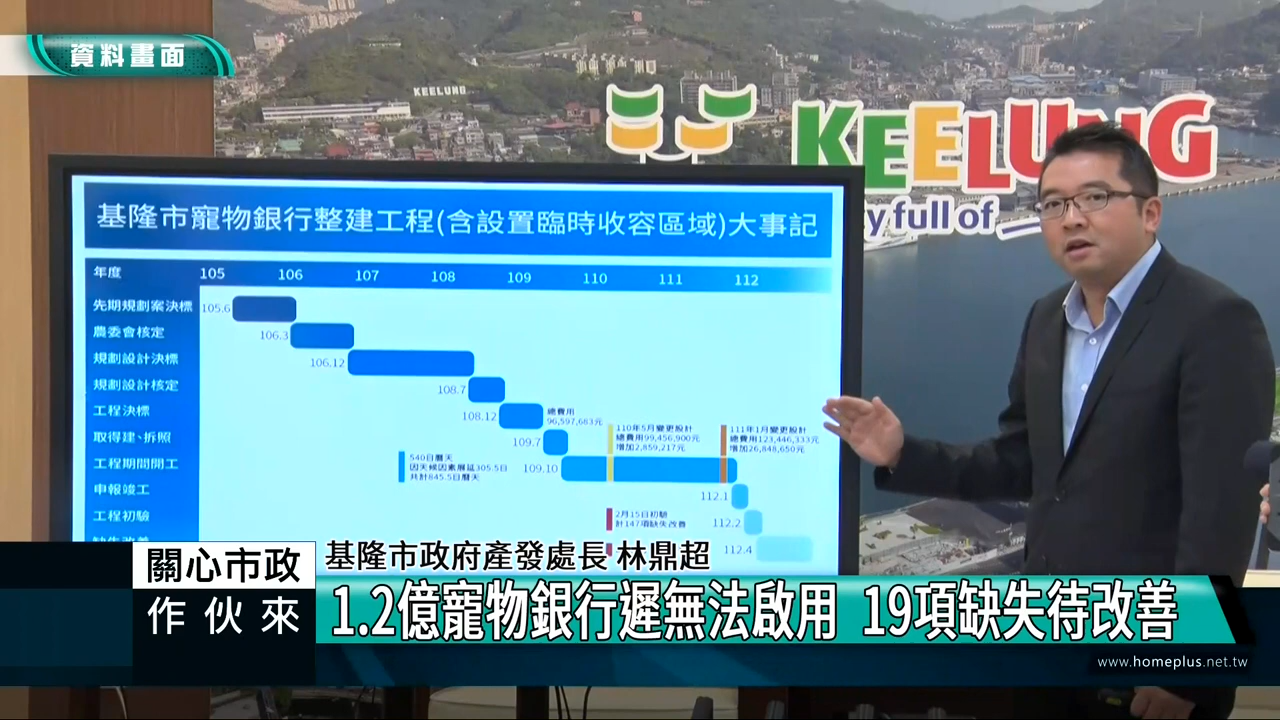 資料畫面
KEELUNG
KEELUNG
y full of
基隆市寵物銀行整建工程(含設置臨時收容區域)大事記
年度 105 106 107 108 109 110 111 112
先期規劃案決標 105.6
農委會核定 106.3
規劃設計決標 106.12
規劃設計核定 108.7
工程決標 108.12
總費用
96,597,683元
取得建、拆照 109.7
110年5月變更設計
總費用99,456,900元
增加2,859,217元
111年1月變更設計
總費用123,446,333元
增加26,848,650元
工程期間開工 109.10
540日曆天
因天候因素展延305.5日
共計845.5日曆天
申報竣工 112.1
工程初驗 112.2
2月15日初驗
計147項缺失改善
缺失改善 112.4
關心市政
作伙來
基隆市政府產發處長 林鼎超
1.2億寵物銀行遲無法啟用 19項缺失待改善
www.homeplus.net.tw